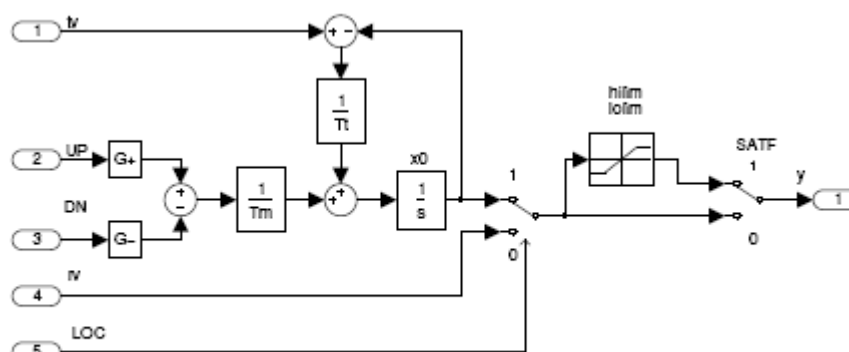 1
tv
+ -
1
Tt
hilim
lolim
SATF
2
UP
G+
+
-
1
Tm
+
+
x0
1
s
1
0
1
0
y
1
DN
3
G-
4
rv
LOC
5